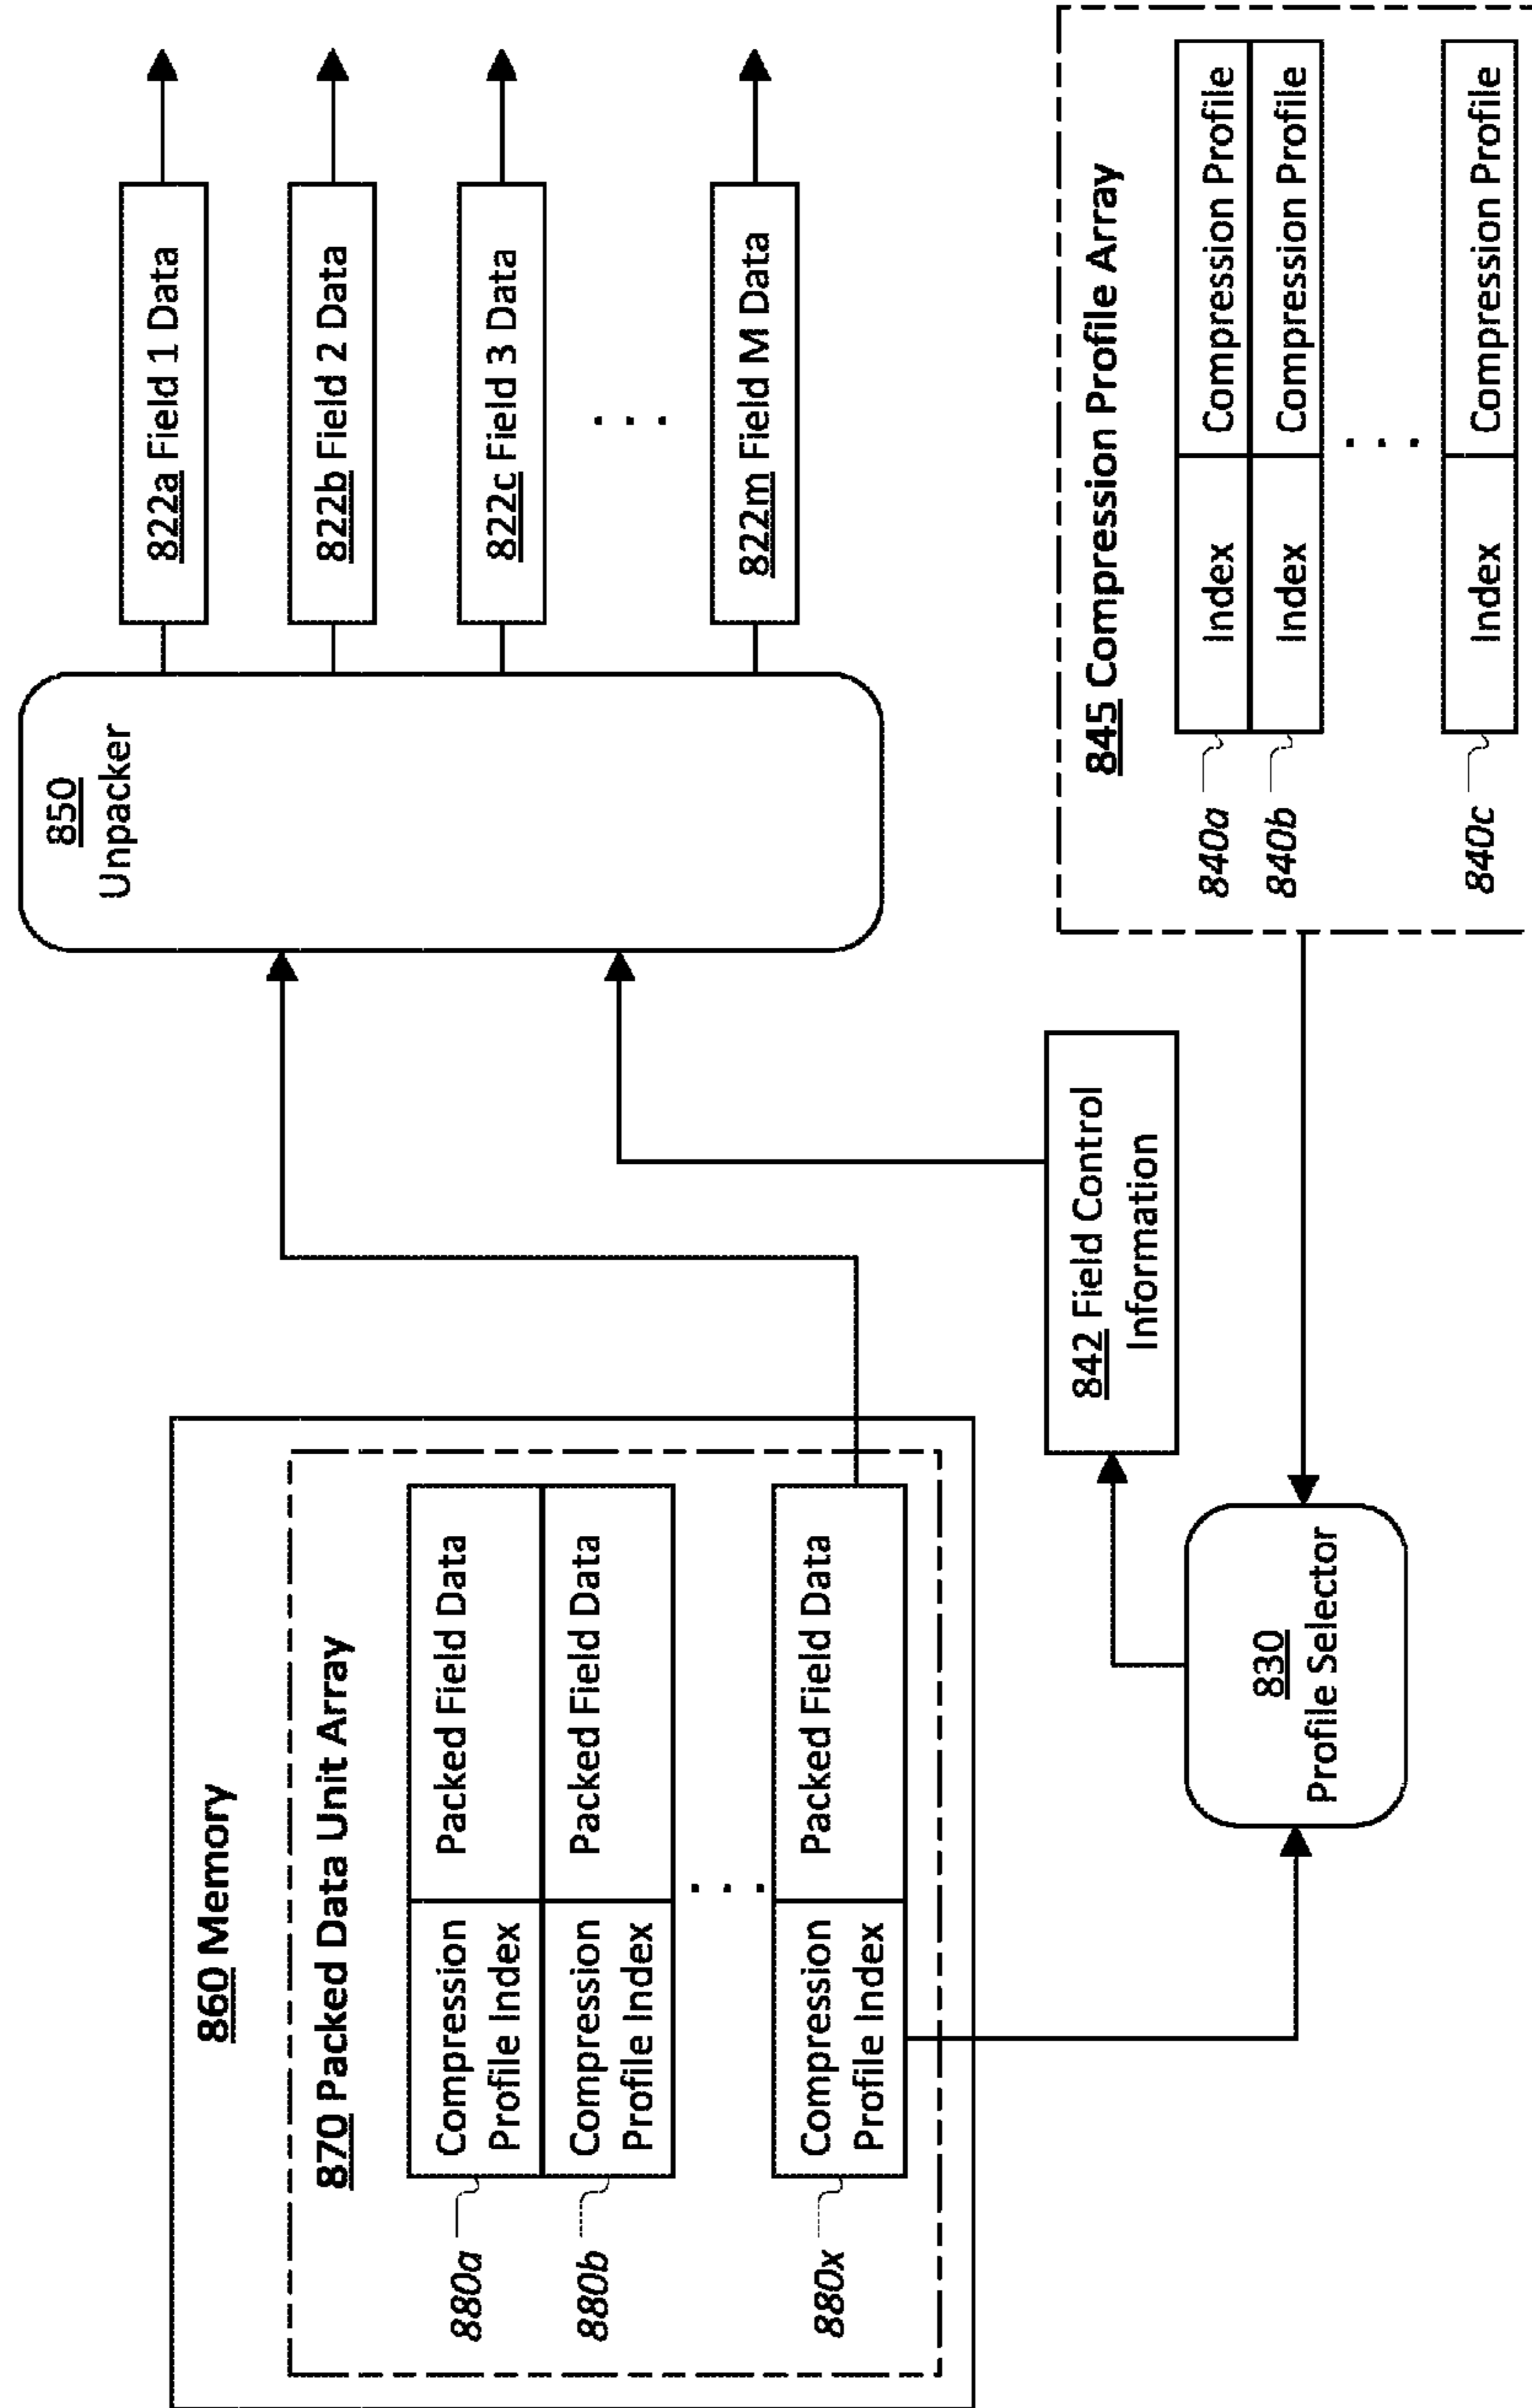 860 Memory
870 Packed Data Unit Array
880a
Compression
Profile Index
Packed Field Data
880b
Compression
Profile Index
Packed Field Data
. . .
880x
Compression
Profile Index
Packed Field Data
850
Unpacker
822a Field 1 Data
822b Field 2 Data
822c Field 3 Data
. . .
822m Field M Data
842 Field Control
Information
830
Profile Selector
845 Compression Profile Array
840a
Index
Compression Profile
840b
Index
Compression Profile
. . .
840c
Index
Compression Profile